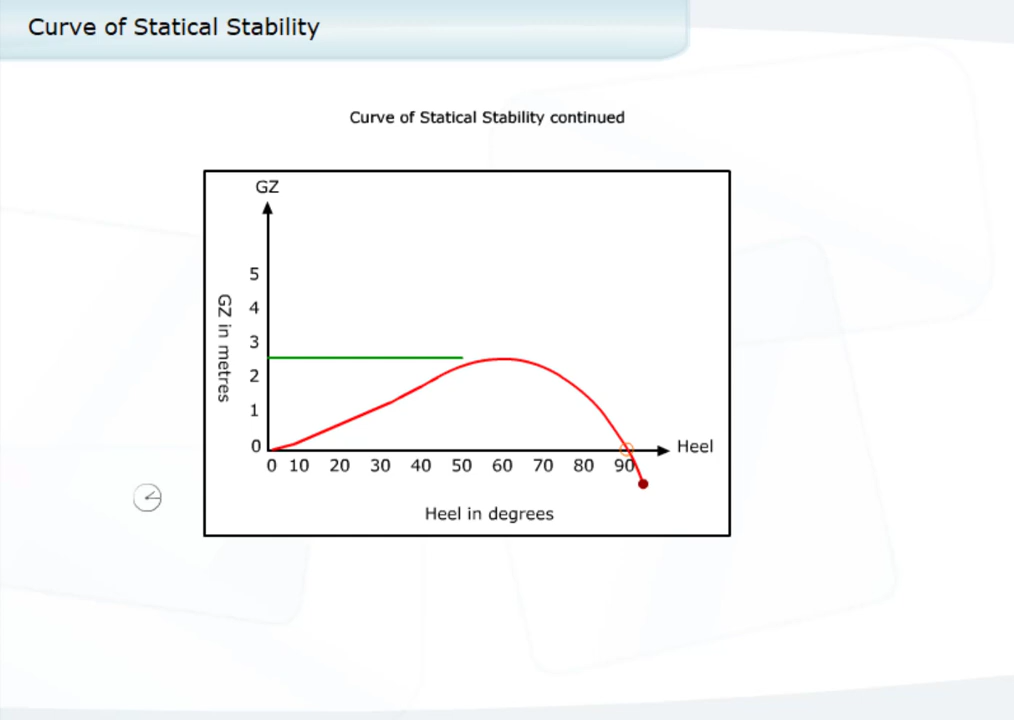 Curve of Statical Stability
Curve of Statical Stability continued
GZ
5
4
3
2
1
0
GZ in metres
Heel
0 10 20 30 40 50 60 70 80 90
Heel in degrees